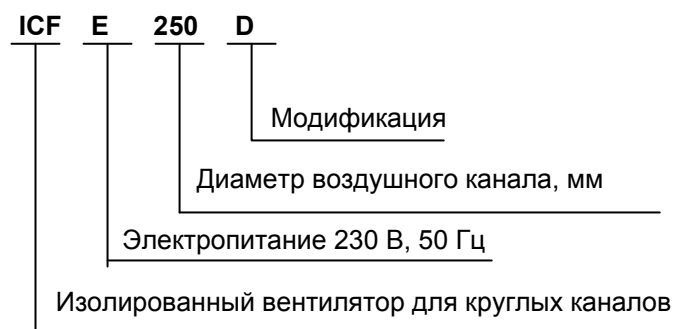 ICF E 250 D
Модификация
Диаметр воздушного канала, мм
Электропитание 230 В, 50 Гц
Изолированный вентилятор для круглых каналов